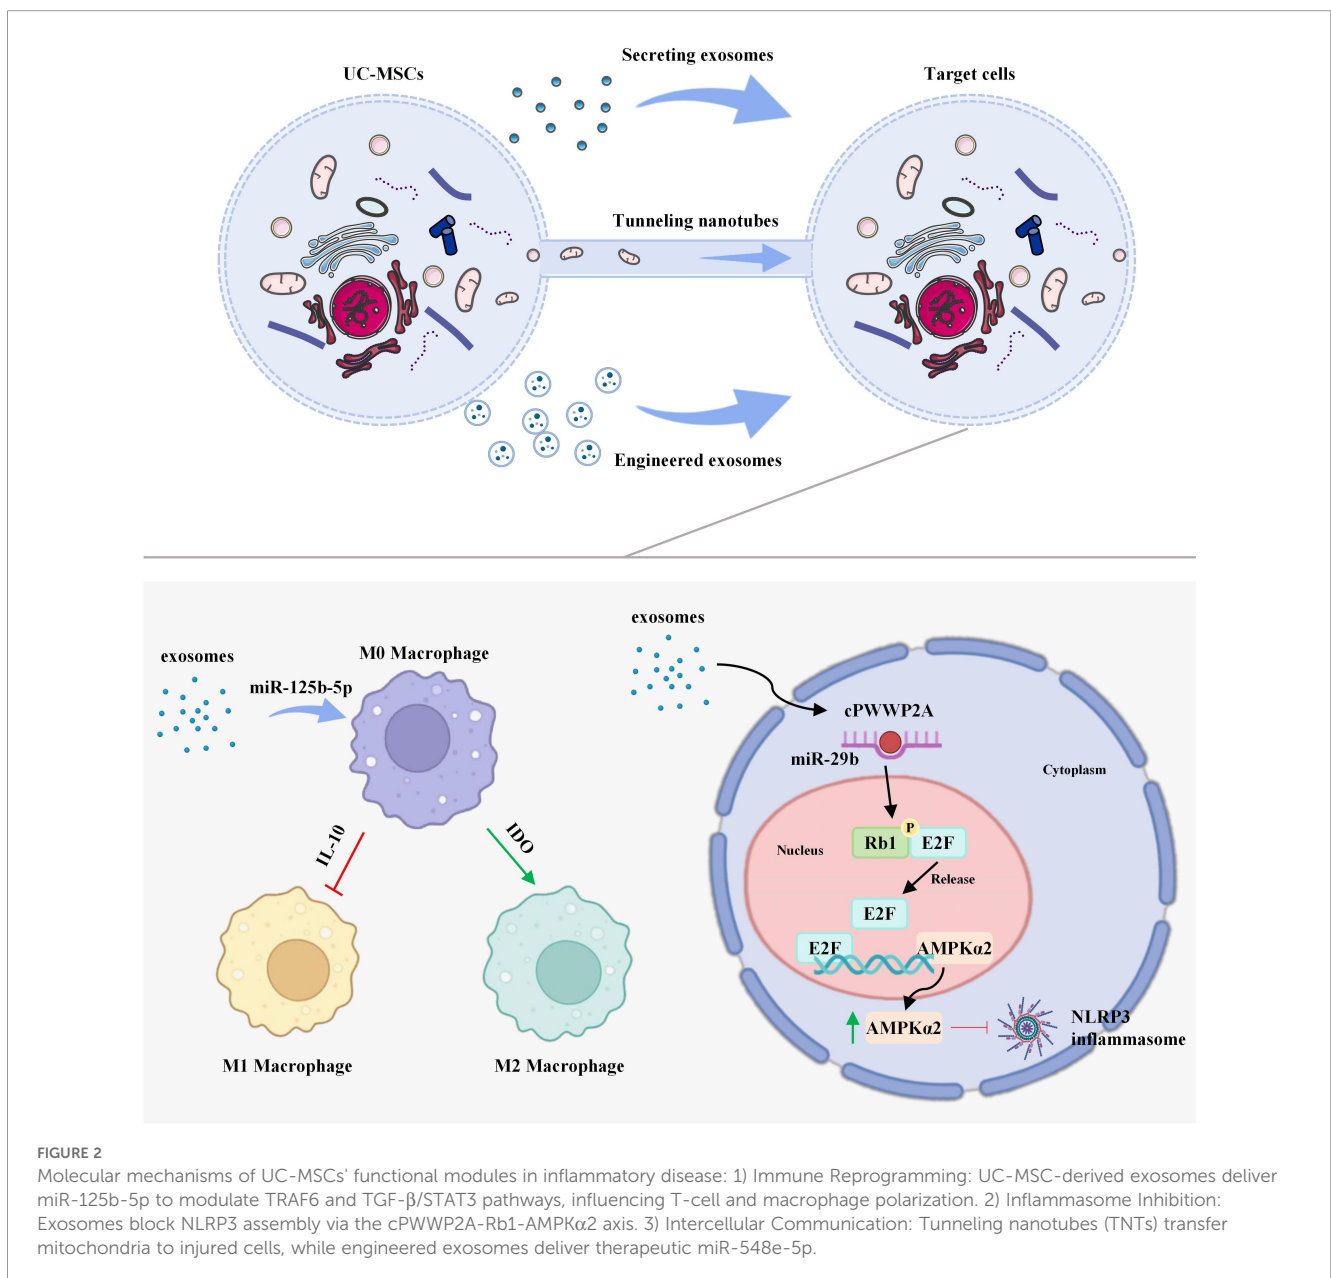 Secreting exosomes
UC-MSCs
Target cells
Tunneling nanotubes
Engineered exosomes
exosomes
miR-125b-5p
M0 Macrophage
IL-10
IDO
M1 Macrophage
M2 Macrophage
exosomes
cPWWP2A
miR-29b
Cytoplasm
Nucleus
Rb1
P
E2F
Release
E2F
E2F
AMPKα2
AMPKα2
NLRP3
inflammasome
FIGURE 2
Molecular mechanisms of UC-MSCs' functional modules in inflammatory disease: 1) Immune Reprogramming: UC-MSC-derived exosomes deliver
miR-125b-5p to modulate TRAF6 and TGF-β/STAT3 pathways, influencing T-cell and macrophage polarization. 2) Inflammasome Inhibition:
Exosomes block NLRP3 assembly via the cPWWP2A-Rb1-AMPKα2 axis. 3) Intercellular Communication: Tunneling nanotubes (TNTs) transfer
mitochondria to injured cells, while engineered exosomes deliver therapeutic miR-548e-5p.